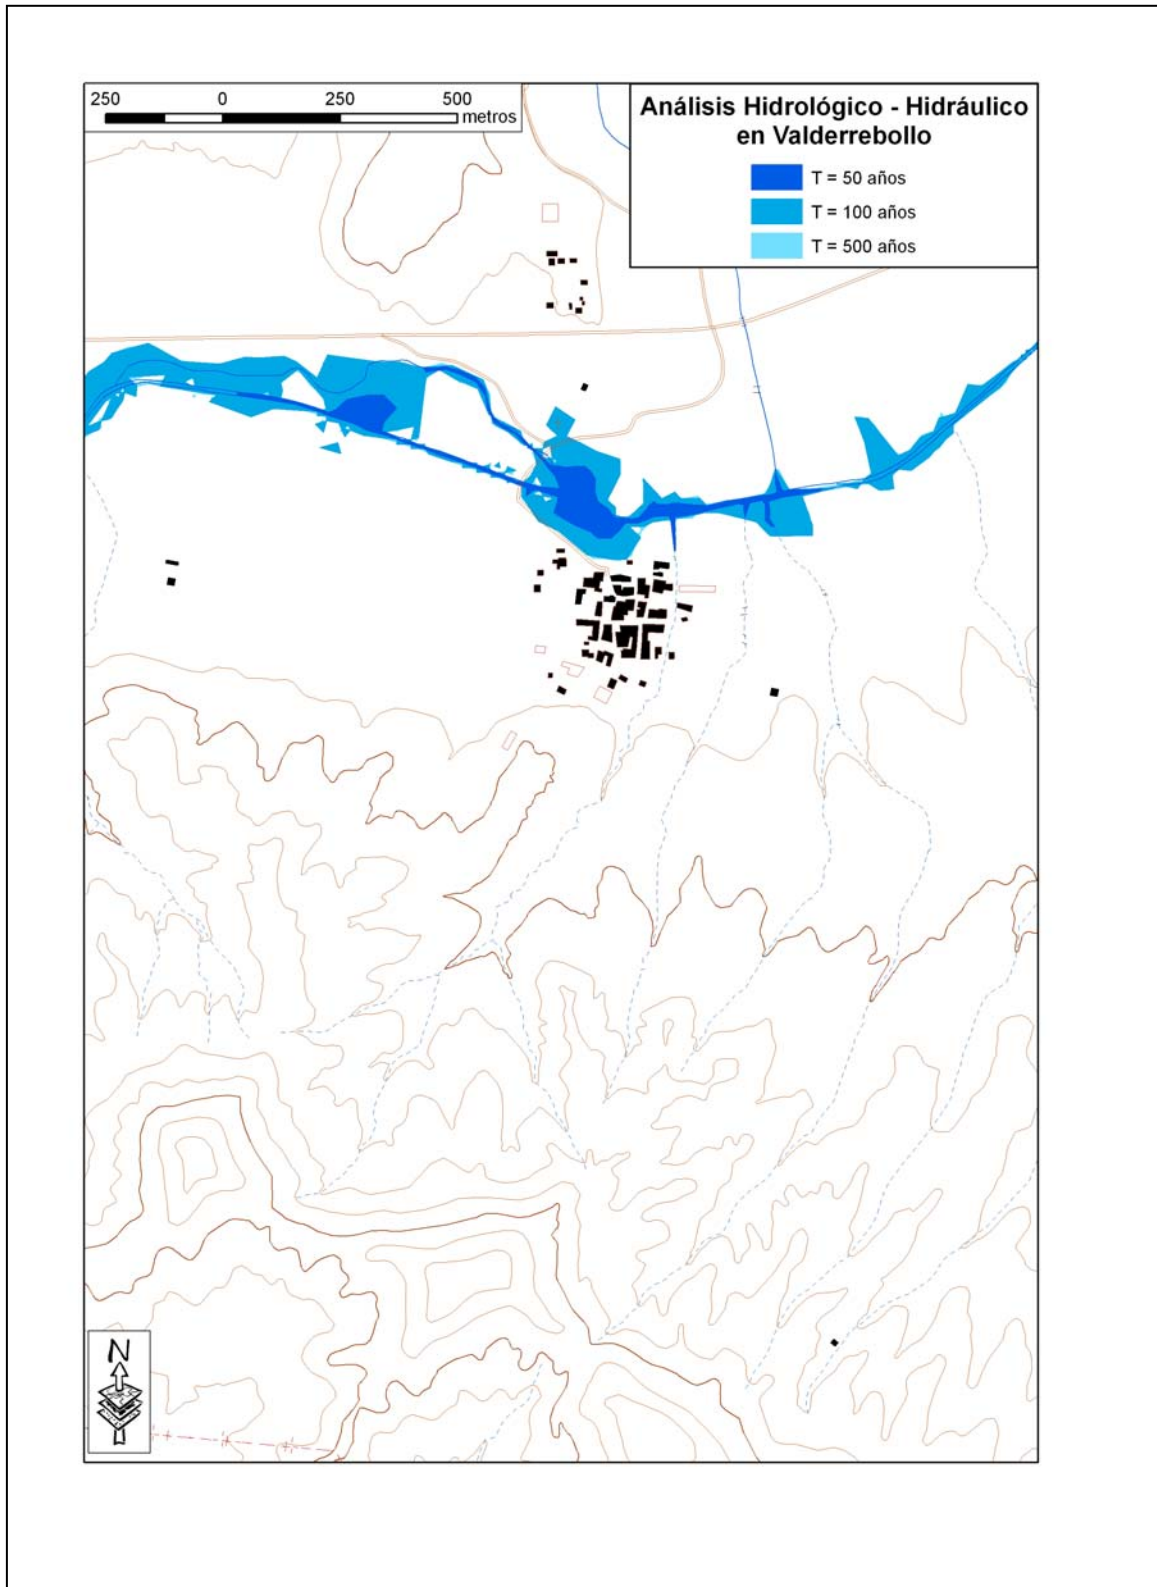 250 0 250 500
metros
Análisis Hidrológico - Hidráulico
en Valderrebollo
T = 50 años
T = 100 años
T = 500 años
N